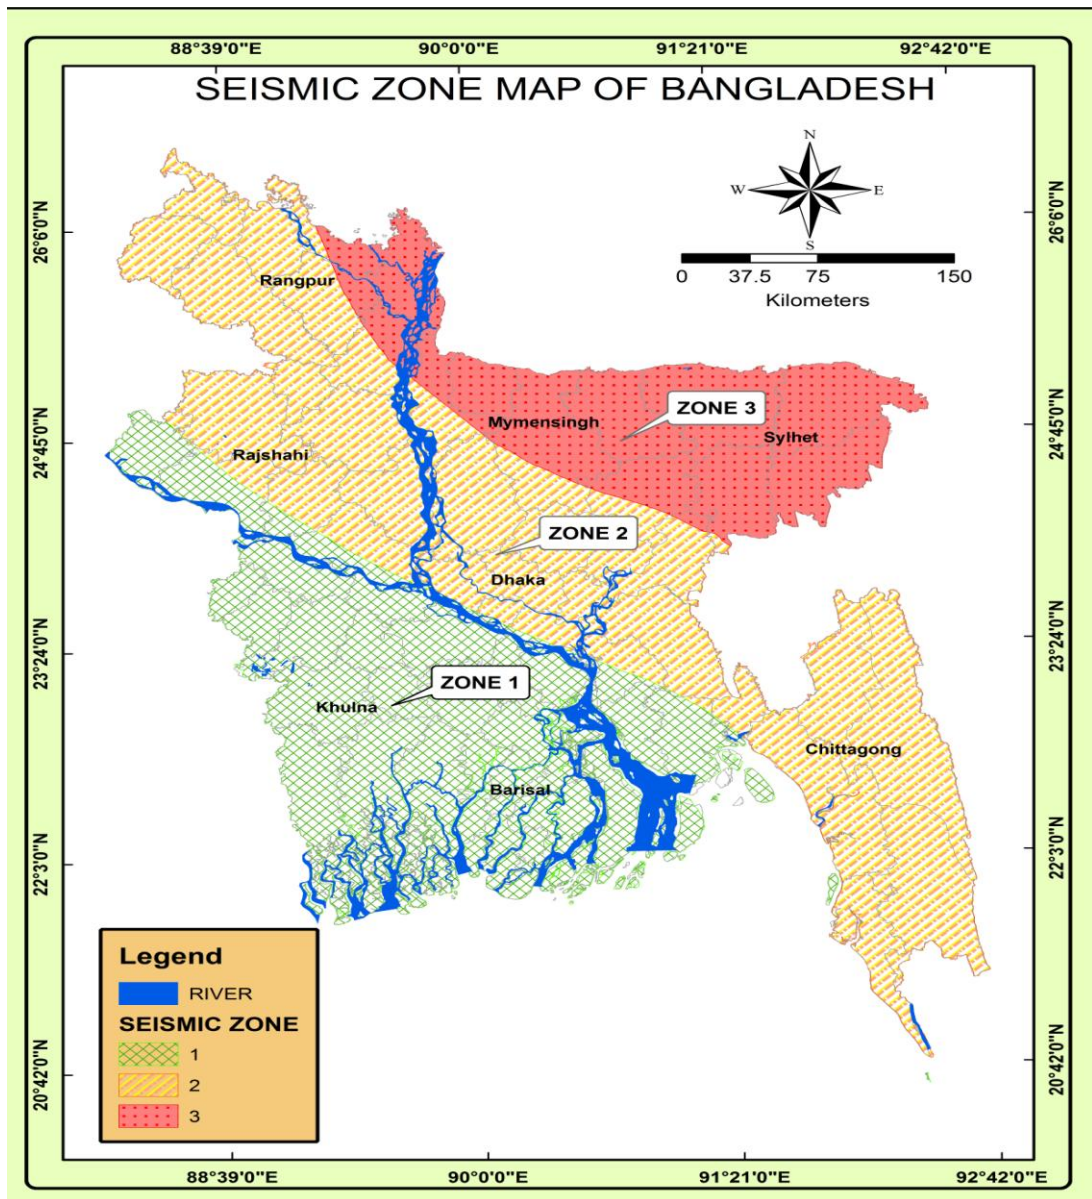 88°39'0"E 90°0'0"E 91°21'0"E 92°42'0"E
SEISMIC ZONE MAP OF BANGLADESH
N
W E
S
26°6'0"N 26°6'0"N
0 37.5 75 150
Kilometers
Rangpur
ZONE 3
Mymensingh
Sylhet
24°45'0"N 24°45'0"N
Rajshahi
ZONE 2
Dhaka
23°24'0"N 23°24'0"N
ZONE 1
Khulna
Chittagong
Barisal
22°3'0"N 22°3'0"N
Legend
RIVER
SEISMIC ZONE
1
2
3
20°42'0"N 20°42'0"N
88°39'0"E 90°0'0"E 91°21'0"E 92°42'0"E